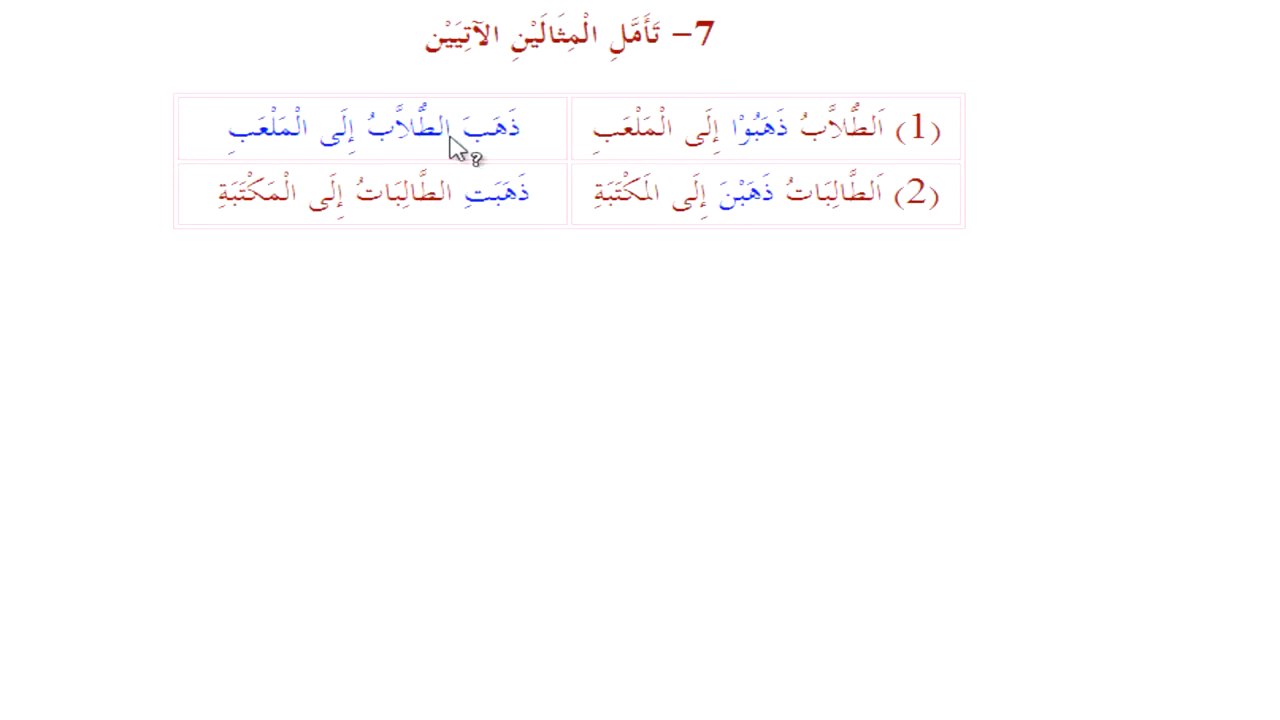 7– تَأَمَّلِ الْمِثَالَيْنِ الآتِيَيْن
(1) اَلطُّلاَّبُ ذَهَبُوْا إِلَى الْمَلْعَبِ
ذَهَبَ الطُّلاَّبُ إِلَى الْمَلْعَبِ
(2) اَلطَّالِبَاتُ ذَهَبْنَ إِلَى المَكْتَبَةِ
ذَهَبَتِ الطَّالِبَاتُ إِلَى الْمَكْتَبَةِ